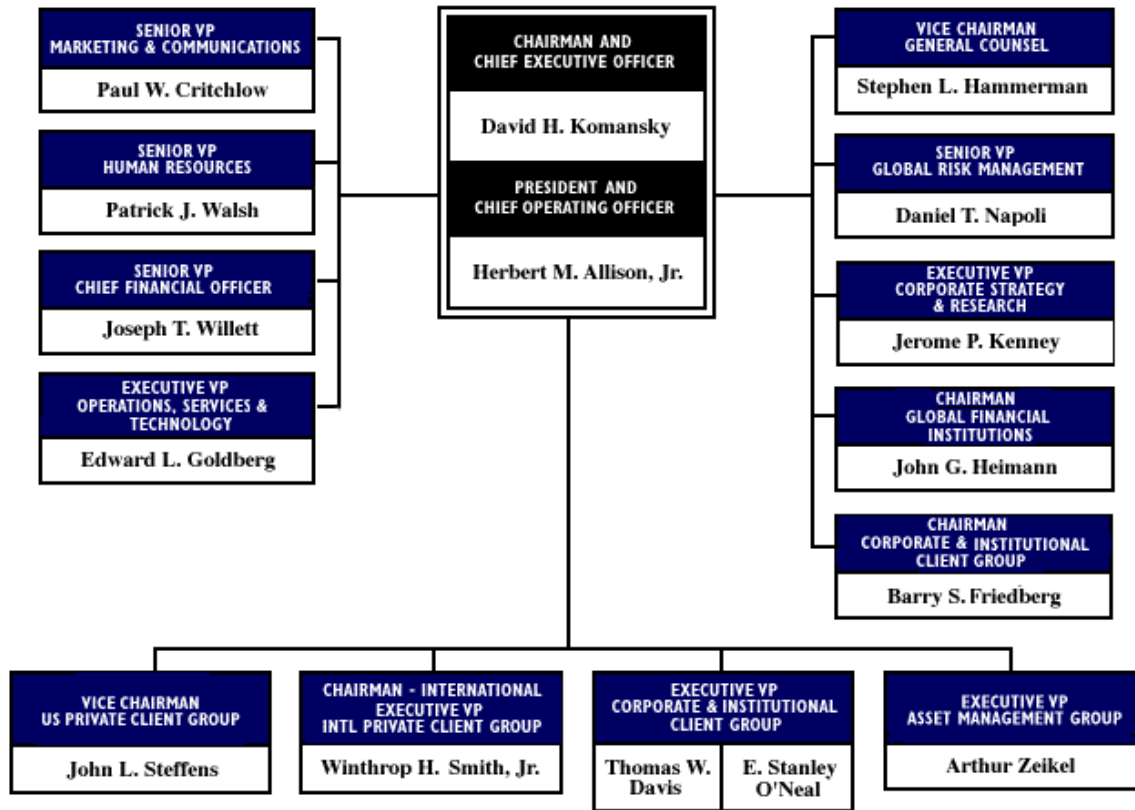 SENIOR VP
MARKETING & COMMUNICATIONS
Paul W. Critchlow
SENIOR VP
HUMAN RESOURCES
Patrick J. Walsh
SENIOR VP
CHIEF FINANCIAL OFFICER
Joseph T. Willett
EXECUTIVE VP
OPERATIONS, SERVICES &
TECHNOLOGY
Edward L. Goldberg
CHAIRMAN AND
CHIEF EXECUTIVE OFFICER
David H. Komansky
PRESIDENT AND
CHIEF OPERATING OFFICER
Herbert M. Allison, Jr.
VICE CHAIRMAN
GENERAL COUNSEL
Stephen L. Hammerman
SENIOR VP
GLOBAL RISK MANAGEMENT
Daniel T. Napoli
EXECUTIVE VP
CORPORATE STRATEGY
& RESEARCH
Jerome P. Kenney
CHAIRMAN
GLOBAL FINANCIAL
INSTITUTIONS
John G. Heimann
CHAIRMAN
CORPORATE & INSTITUTIONAL
CLIENT GROUP
Barry S. Friedberg
VICE CHAIRMAN
US PRIVATE CLIENT GROUP
John L. Steffens
CHAIRMAN - INTERNATIONAL
EXECUTIVE VP
INTL PRIVATE CLIENT GROUP
Winthrop H. Smith, Jr.
EXECUTIVE VP
CORPORATE & INSTITUTIONAL
CLIENT GROUP
Thomas W.
Davis
E. Stanley
O'Neal
EXECUTIVE VP
ASSET MANAGEMENT GROUP
Arthur Zeikel